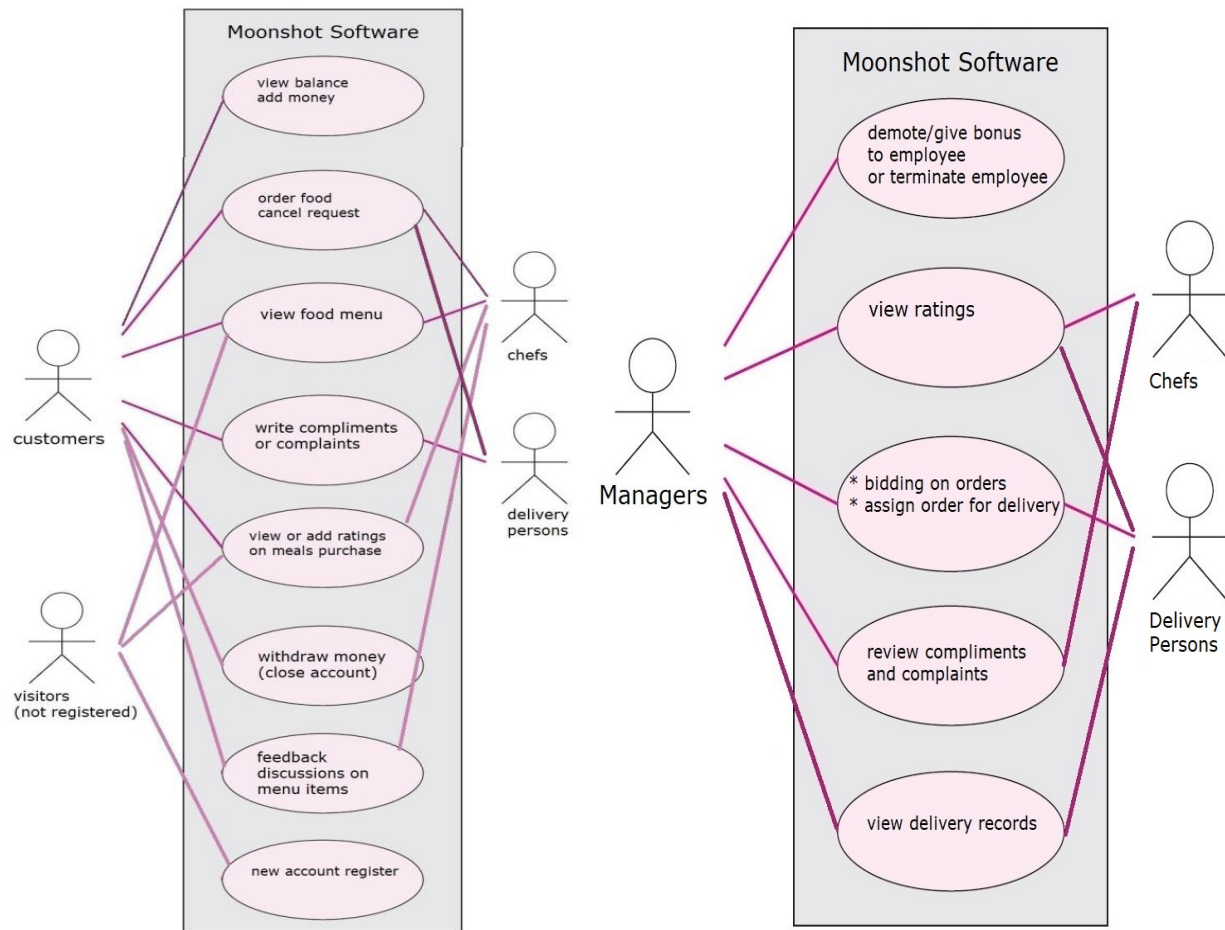 Moonshot Software
view balance
add money
order food
cancel request
view food menu
write compliments
or complaints
view or add ratings
on meals purchase
withdraw money
(close account)
feedback
discussions on
menu items
new account register
customers
visitors
(not registered)
chefs
delivery
persons
Moonshot Software
demote/give bonus
to employee
or terminate employee
view ratings
* bidding on orders
* assign order for delivery
review compliments
and complaints
view delivery records
Managers
Chefs
Delivery
Persons